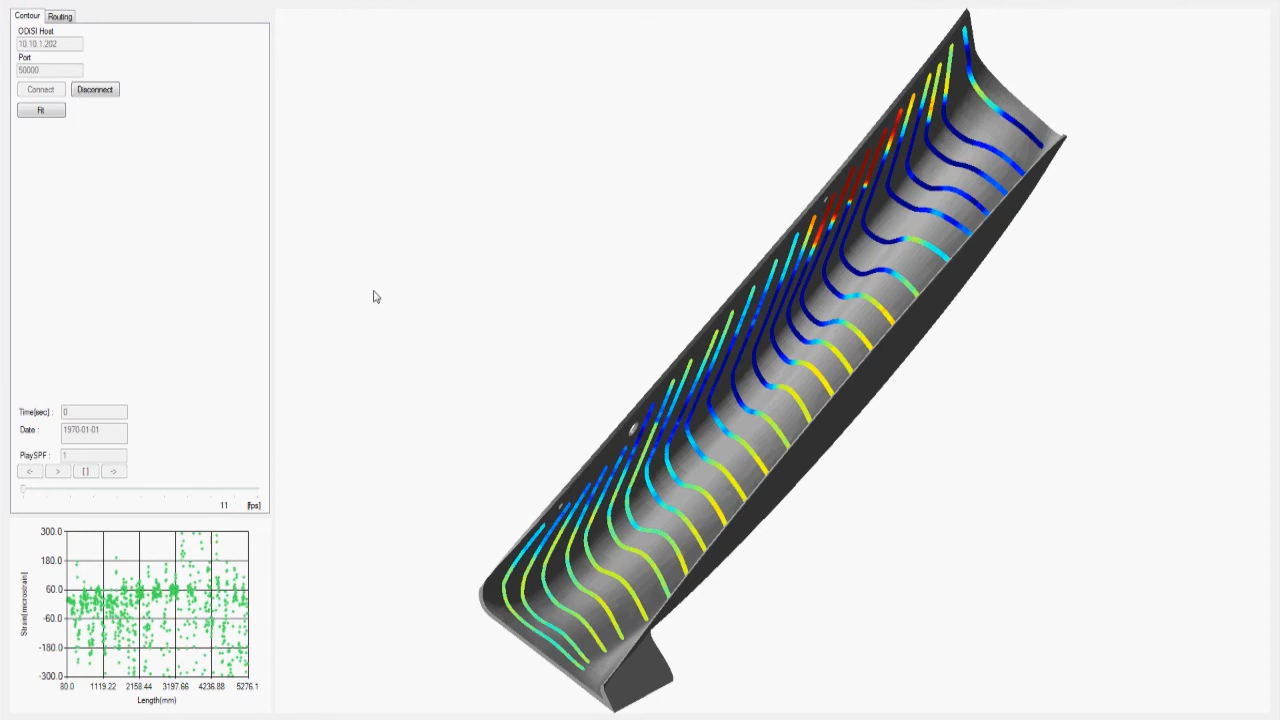 Contour Routing
ODiSI Host
10.10.1.202
Port
50000
Connect Disconnect
Fit
Time[sec] : 0
Date : 1970-01-01
PlaySPF : 1
<- > [ ] ->
11 [fps]
300.0
180.0
60.0
-60.0
-180.0
-300.0
Strain[microstrain]
80.0 1119.22 2158.44 3197.66 4236.88 5276.1
Length(mm)